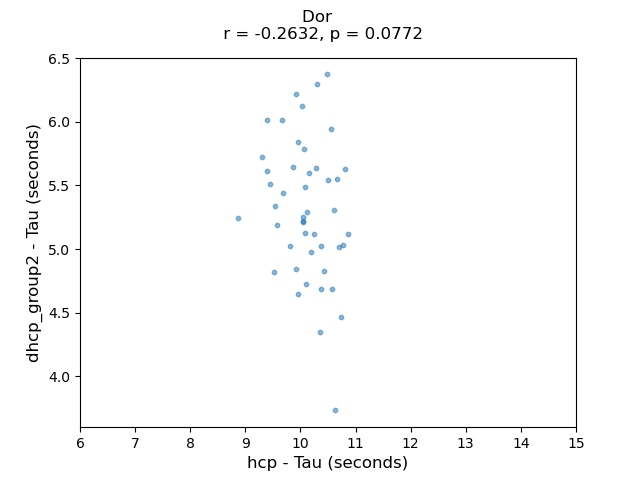 Dor
r = -0.2632, p = 0.0772
6.5
6.0
5.5
5.0
4.5
4.0
dhcp_group2 - Tau (seconds)
6 7 8 9 10 11 12 13 14 15
hcp - Tau (seconds)